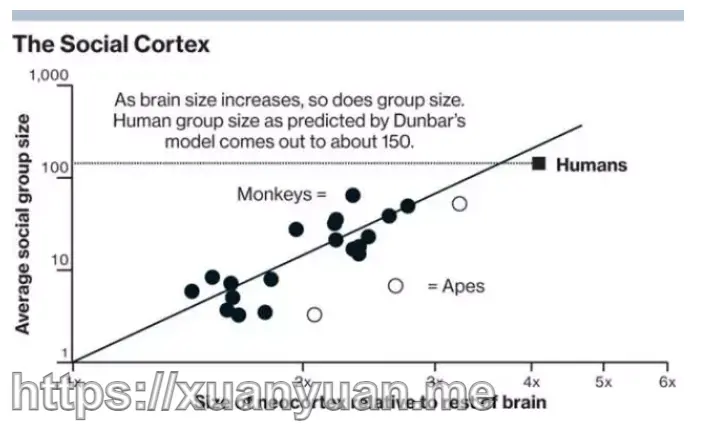 The Social Cortex
1,000
As brain size increases, so does group size.
Human group size as predicted by Dunbar's
model comes out to about 150.
Average social group size
100
Humans
Monkeys =
10
= Apes
1
1x
2x
3x
4x
5x
6x
https://xuanyuan.me
Size of neocortex relative to rest of brain